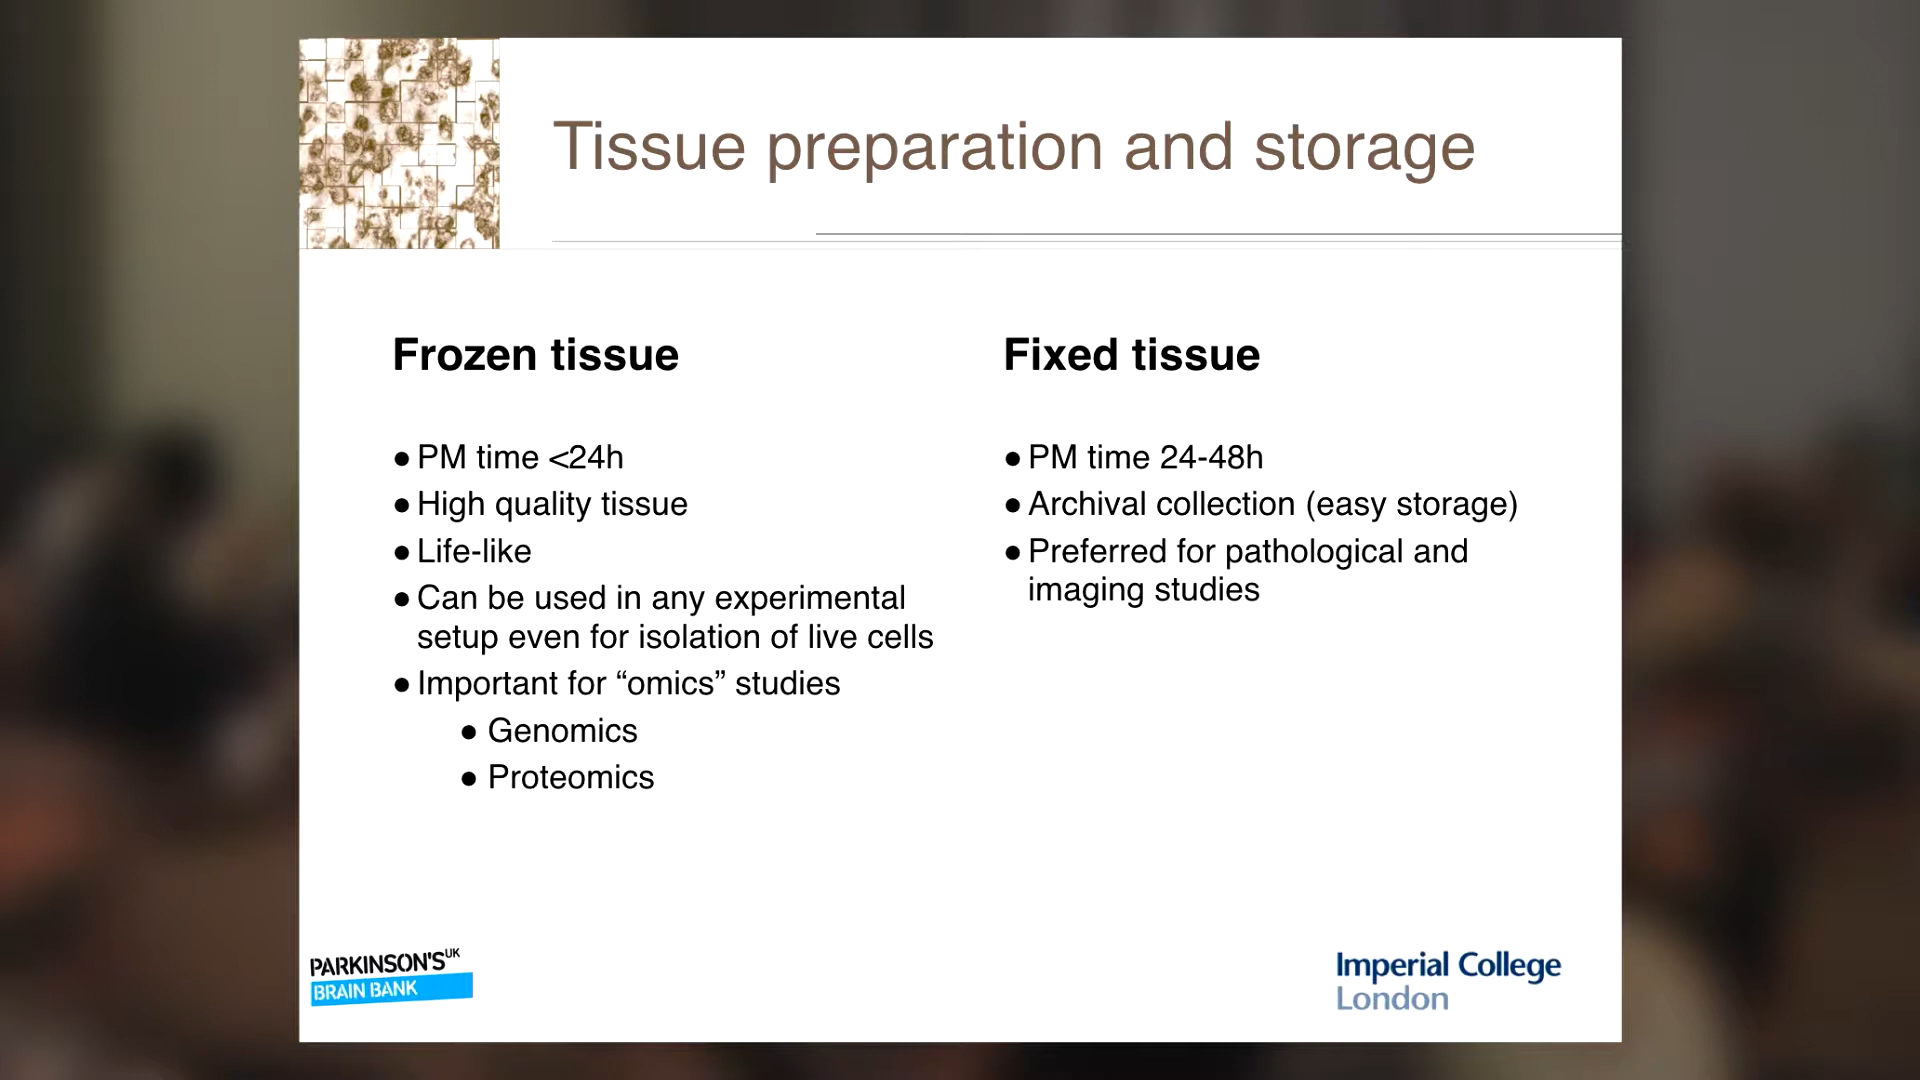 Tissue preparation and storage
Frozen tissue
● PM time <24h
● High quality tissue
● Life-like
● Can be used in any experimental
setup even for isolation of live cells
● Important for “omics” studies
● Genomics
● Proteomics
Fixed tissue
● PM time 24-48h
● Archival collection (easy storage)
● Preferred for pathological and
imaging studies
PARKINSON'S UK
BRAIN BANK
Imperial College
London